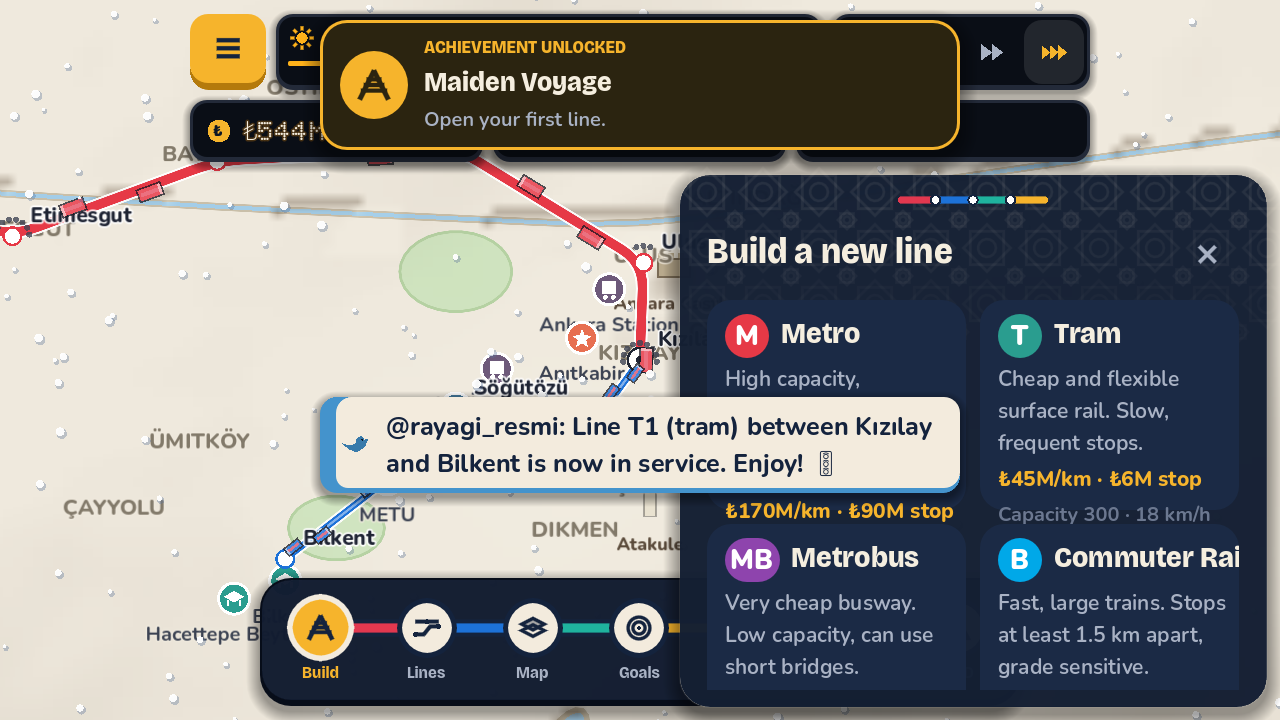 ACHIEVEMENT UNLOCKED
Maiden Voyage
Open your first line.
₺544M
Etimesgut
Ankara
Ankara Station
Anıtkabir
Söğütözü
ÜMİTKÖY
ÇAYYOLU
METU
DIKMEN
Atakule
Bilkent
Hacettepe
@rayagi_resmi: Line T1 (tram) between Kızılay
and Bilkent is now in service. Enjoy!
Build
Lines
Map
Goals
Build a new line
M Metro
High capacity,
₺170M/km · ₺90M stop
T Tram
Cheap and flexible
surface rail. Slow,
frequent stops.
₺45M/km · ₺6M stop
Capacity 300 · 18 km/h
MB Metrobus
Very cheap busway.
Low capacity, can use
short bridges.
B Commuter Rai
Fast, large trains. Stops
at least 1.5 km apart,
grade sensitive.